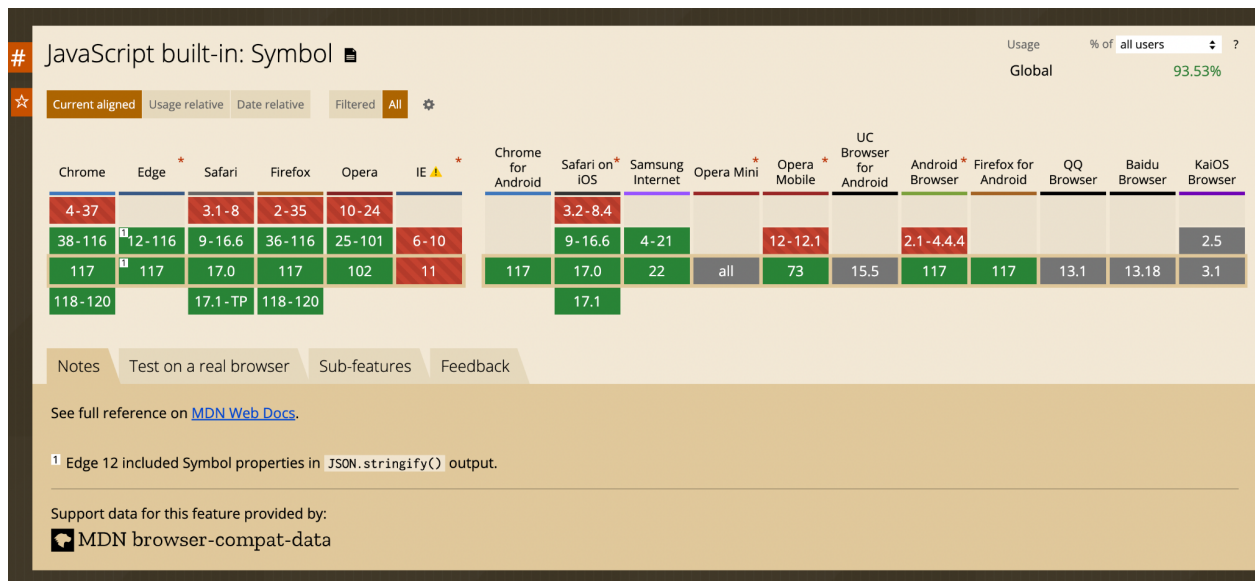 #
☆
JavaScript built-in: Symbol
Usage % of all users ?
Global 93.53%
Current aligned Usage relative Date relative Filtered All
Chrome Edge * Safari Firefox Opera IE * Chrome for Android Safari on iOS * Samsung Internet Opera Mini * Opera Mobile * UC Browser for Android Android Browser * Firefox for Android QQ Browser Baidu Browser KaiOS Browser
4-37 3.1-8 2-35 10-24 3.2-8.4
38-116 1 12-116 9-16.6 36-116 25-101 6-10 9-16.6 4-21 12-12.1 2.1-4.4.4 2.5
117 1 117 17.0 117 102 11 117 17.0 22 all 73 15.5 117 117 13.1 13.18 3.1
118-120 17.1-TP 118-120 17.1
Notes Test on a real browser Sub-features Feedback
See full reference on MDN Web Docs.
1 Edge 12 included Symbol properties in JSON.stringify() output.
Support data for this feature provided by:
MDN browser-compat-data